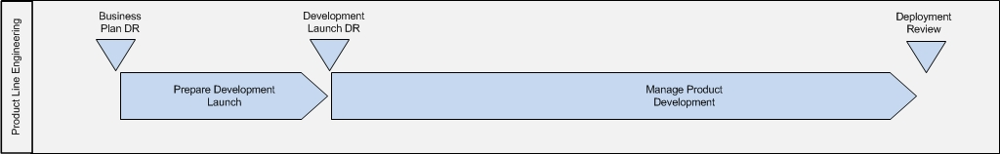 Product Line Engineering
Business
Plan DR
Development
Launch DR
Deployment
Review
Prepare Development
Launch
Manage Product
Development